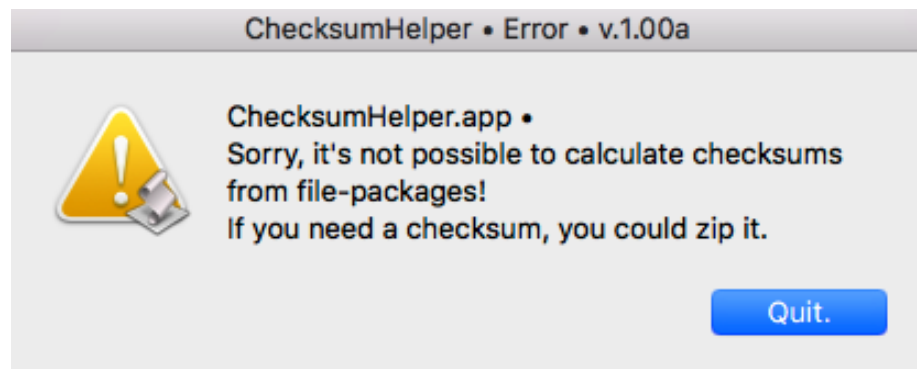 ChecksumHelper • Error • v.1.00a
ChecksumHelper.app •
Sorry, it's not possible to calculate checksums
from file-packages!
If you need a checksum, you could zip it.
Quit.